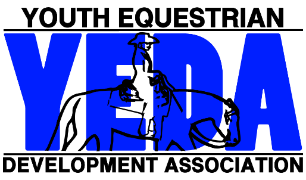 YOUTH EQUESTRIAN
YEDA
DEVELOPMENT ASSOCIATION